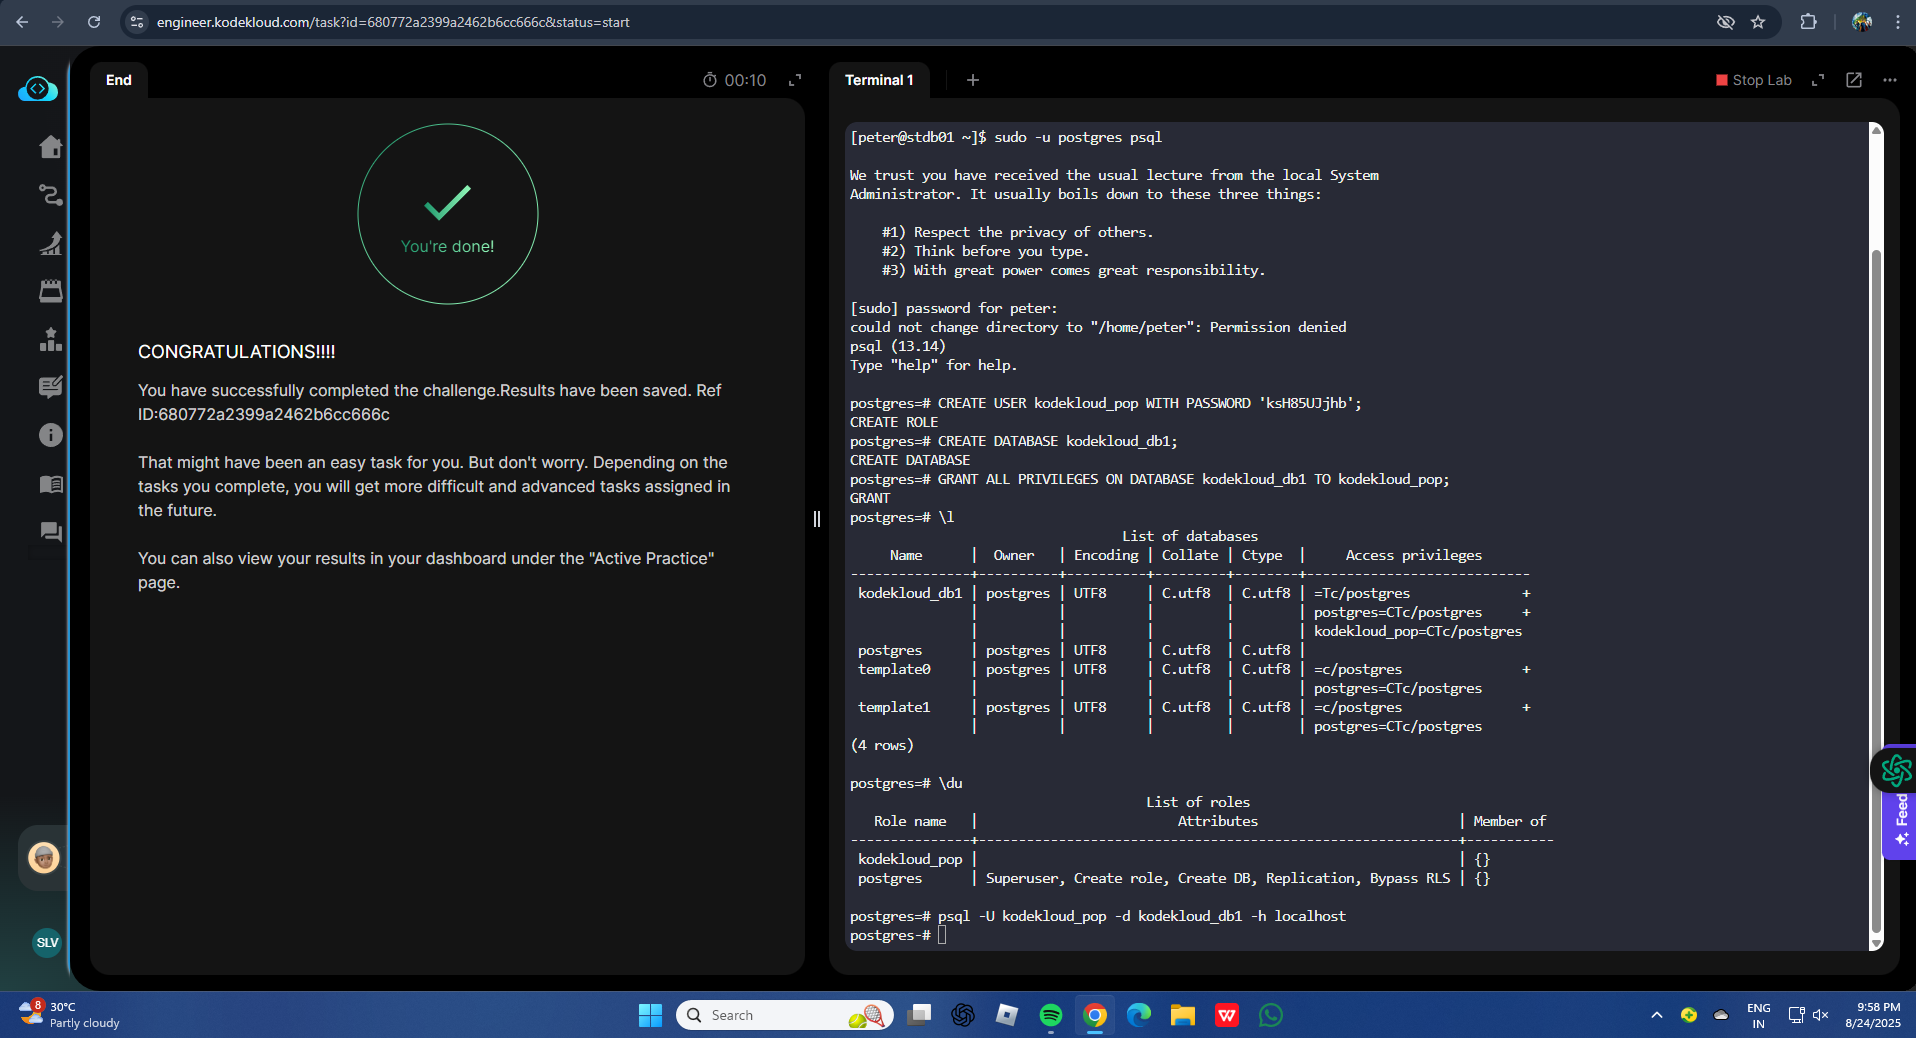 engineer.kodekloud.com/task?id=680772a2399a2462b6cc666c&status=start
End
00:10
You're done!
CONGRATULATIONS!!!!
You have successfully completed the challenge.Results have been saved. Ref
ID:680772a2399a2462b6cc666c
That might have been an easy task for you. But don't worry. Depending on the
tasks you complete, you will get more difficult and advanced tasks assigned in
the future.
You can also view your results in your dashboard under the "Active Practice"
page.
SLV
Terminal 1
+
Stop Lab
[peter@stdb01 ~]$ sudo -u postgres psql
We trust you have received the usual lecture from the local System
Administrator. It usually boils down to these three things:
#1) Respect the privacy of others.
#2) Think before you type.
#3) With great power comes great responsibility.
[sudo] password for peter:
could not change directory to "/home/peter": Permission denied
psql (13.14)
Type "help" for help.
postgres=# CREATE USER kodekloud_pop WITH PASSWORD 'ksH85UJjhb';
CREATE ROLE
postgres=# CREATE DATABASE kodekloud_db1;
CREATE DATABASE
postgres=# GRANT ALL PRIVILEGES ON DATABASE kodekloud_db1 TO kodekloud_pop;
GRANT
postgres=# \l
List of databases
Name | Owner | Encoding | Collate | Ctype | Access privileges
---------------+----------+----------+---------+--------+----------------------------
kodekloud_db1 | postgres | UTF8 | C.utf8 | C.utf8 | =Tc/postgres +
| | | | | postgres=CTc/postgres +
| | | | | kodekloud_pop=CTc/postgres
postgres | postgres | UTF8 | C.utf8 | C.utf8 |
template0 | postgres | UTF8 | C.utf8 | C.utf8 | =c/postgres +
| | | | | postgres=CTc/postgres
template1 | postgres | UTF8 | C.utf8 | C.utf8 | =c/postgres +
| | | | | postgres=CTc/postgres
(4 rows)
postgres=# \du
List of roles
Role name | Attributes | Member of
---------------+------------------------------------------------------------+-----------
kodekloud_pop | | {}
postgres | Superuser, Create role, Create DB, Replication, Bypass RLS | {}
postgres=# psql -U kodekloud_pop -d kodekloud_db1 -h localhost
postgres-#
Feed
8
30°C
Partly cloudy
Search
ENG
IN
9:58 PM
8/24/2025